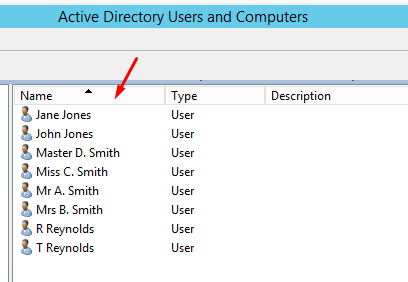 Active Directory Users and Computers
Name Type Description
Jane Jones User
John Jones User
Master D. Smith User
Miss C. Smith User
Mr A. Smith User
Mrs B. Smith User
R Reynolds User
T Reynolds User